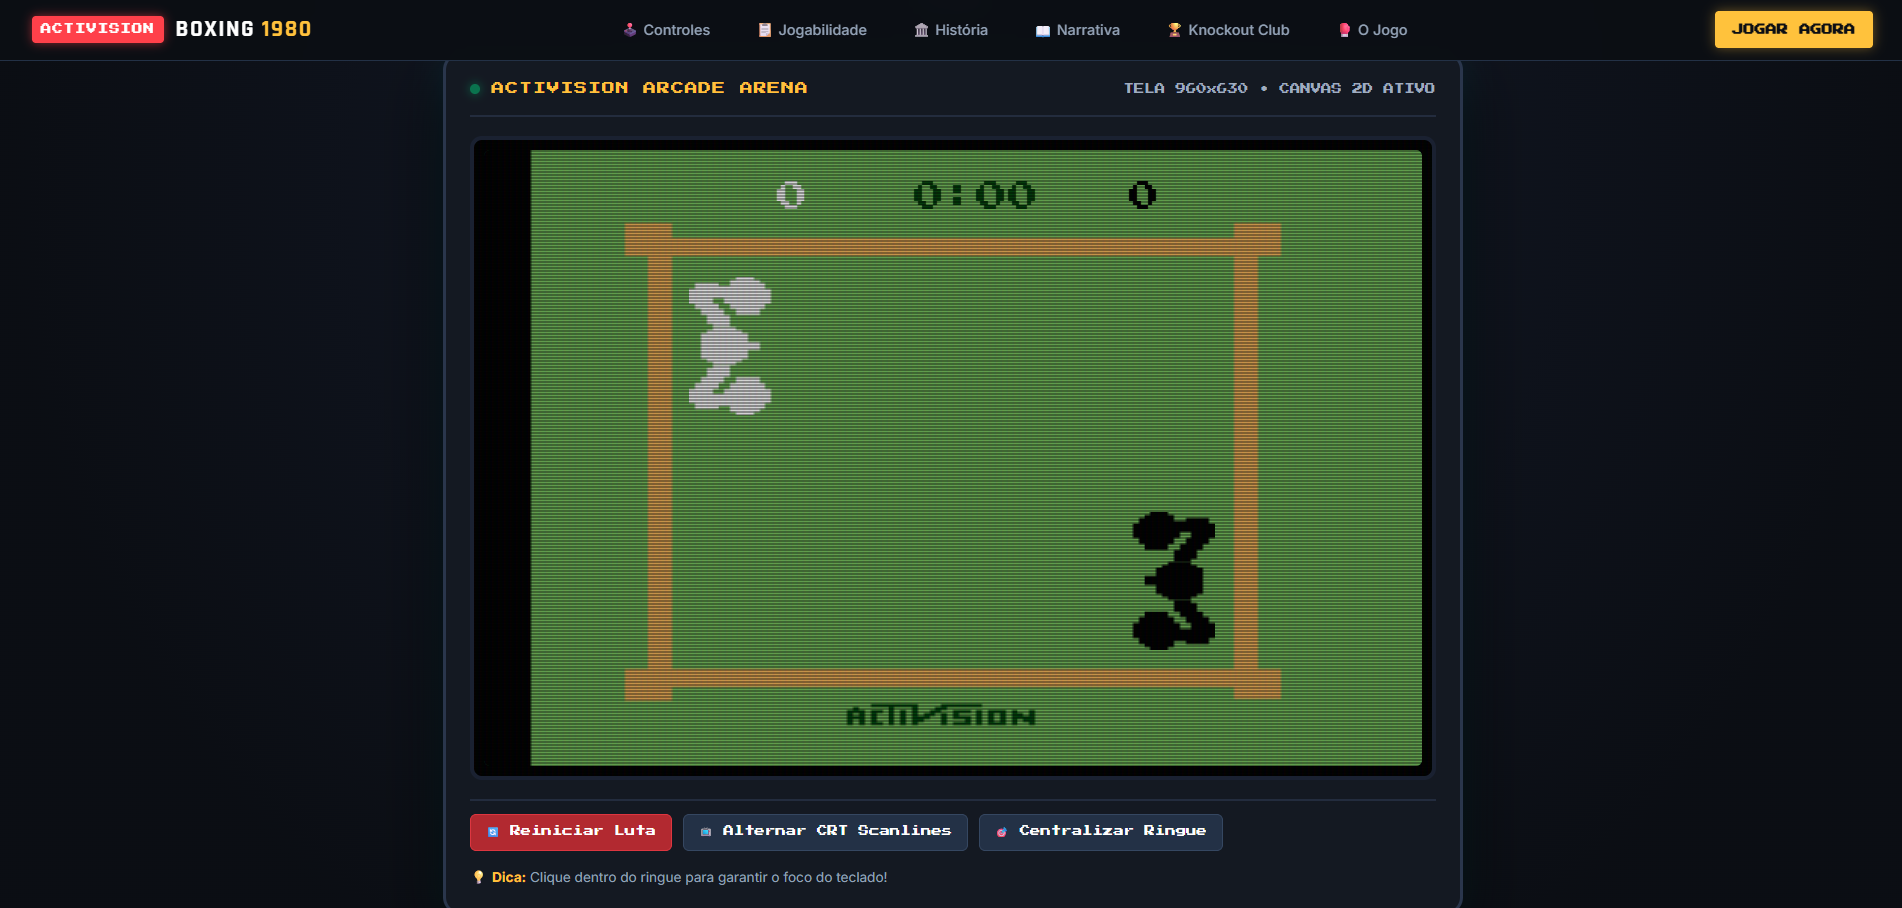 ACTIVISION BOXING 1980
Controles
Jogabilidade
História
Narrativa
Knockout Club
O Jogo
JOGAR AGORA
ACTIVISION ARCADE ARENA
TELA 960x630 • CANVAS 2D ATIVO
0 0:00 0
ACTIVISION
Reiniciar Luta
Alternar CRT Scanlines
Centralizar Ringue
Dica: Clique dentro do ringue para garantir o foco do teclado!